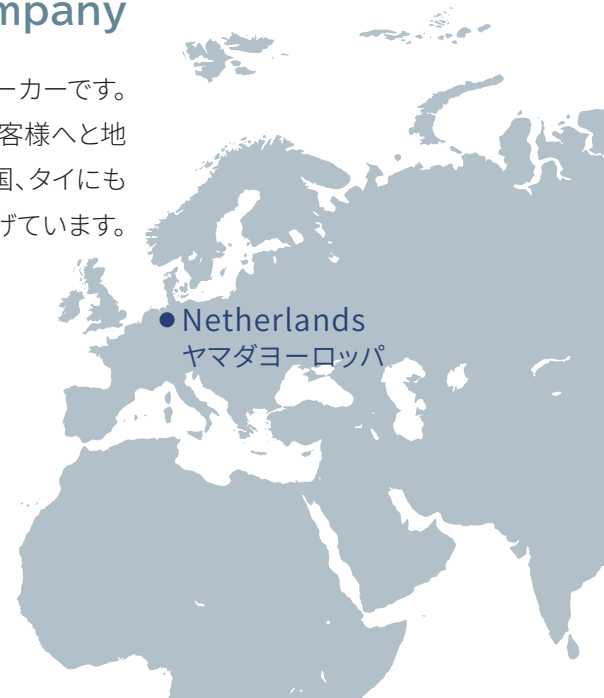 mpany
ーカーです。
客様へと地
国、タイにも
げています。
Netherlands
ヤマダヨーロッパ